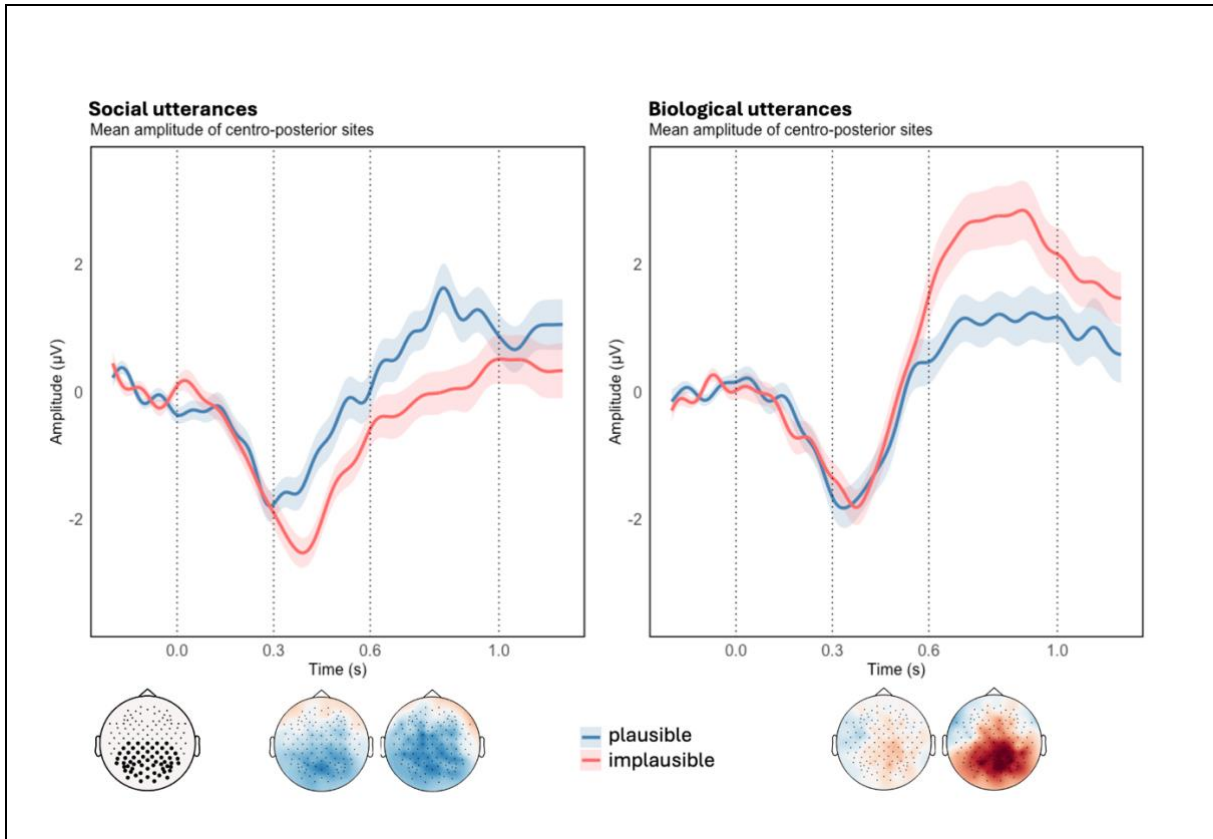 Social utterances
Mean amplitude of centro-posterior sites
Amplitude (µV)
2
0
-2
0.0 0.3 0.6 1.0
Time (s)
Biological utterances
Mean amplitude of centro-posterior sites
Amplitude (µV)
2
0
-2
0.0 0.3 0.6 1.0
Time (s)
plausible
implausible